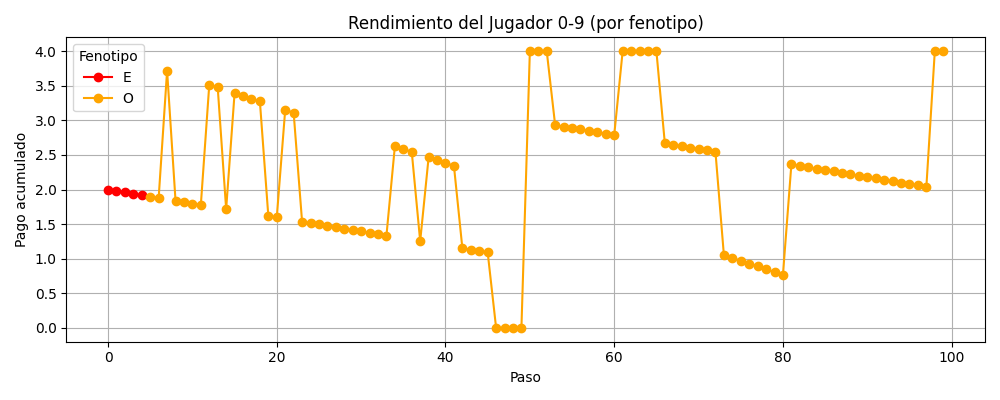 Rendimiento del Jugador 0-9 (por fenotipo)
Fenotipo
E
O
Pago acumulado
4.0
3.5
3.0
2.5
2.0
1.5
1.0
0.5
0.0
0 20 40 60 80 100
Paso